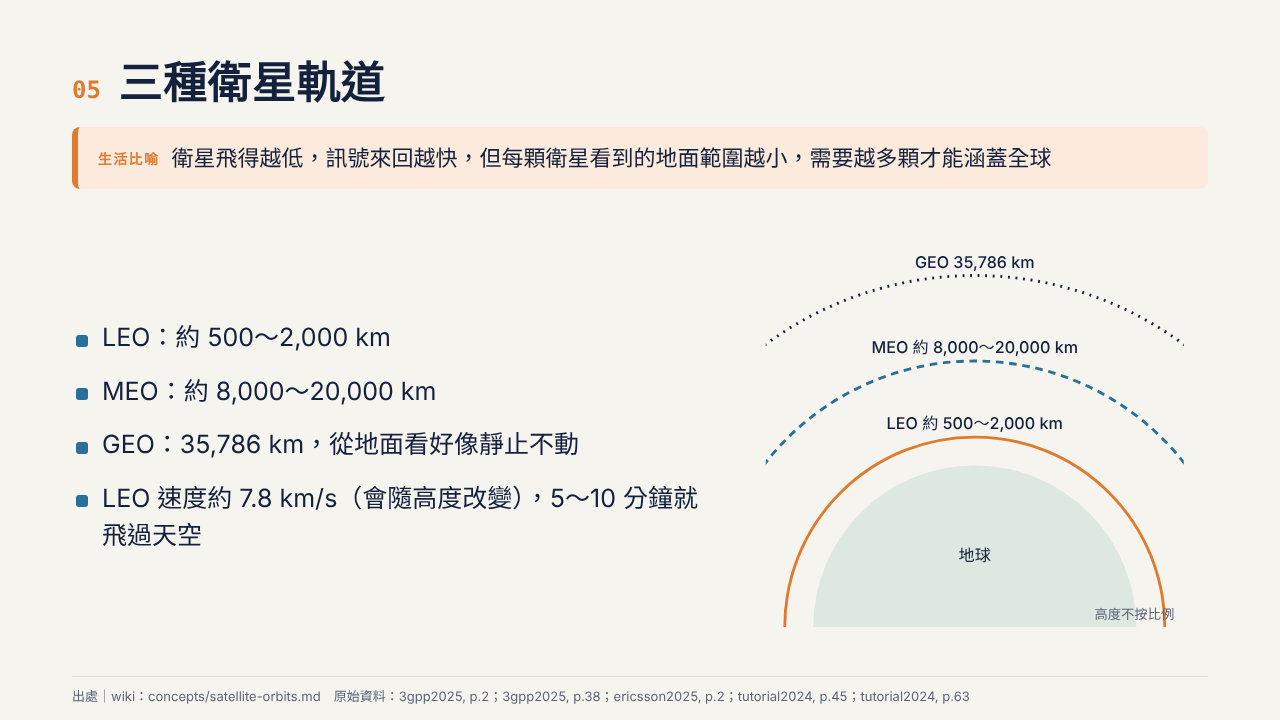 05 三種衛星軌道
生活比喻 衛星飛得越低，訊號來回越快，但每顆衛星看到的地面範圍越小，需要越多顆才能涵蓋全球
LEO：約 500～2,000 km
MEO：約 8,000～20,000 km
GEO：35,786 km，從地面看好像靜止不動
LEO 速度約 7.8 km/s（會隨高度改變），5～10 分鐘就
飛過天空
GEO 35,786 km
MEO 約 8,000～20,000 km
LEO 約 500～2,000 km
地球
高度不按比例
出處｜wiki：concepts/satellite-orbits.md 原始資料：3gpp2025, p.2；3gpp2025, p.38；ericsson2025, p.2；tutorial2024, p.45；tutorial2024, p.63